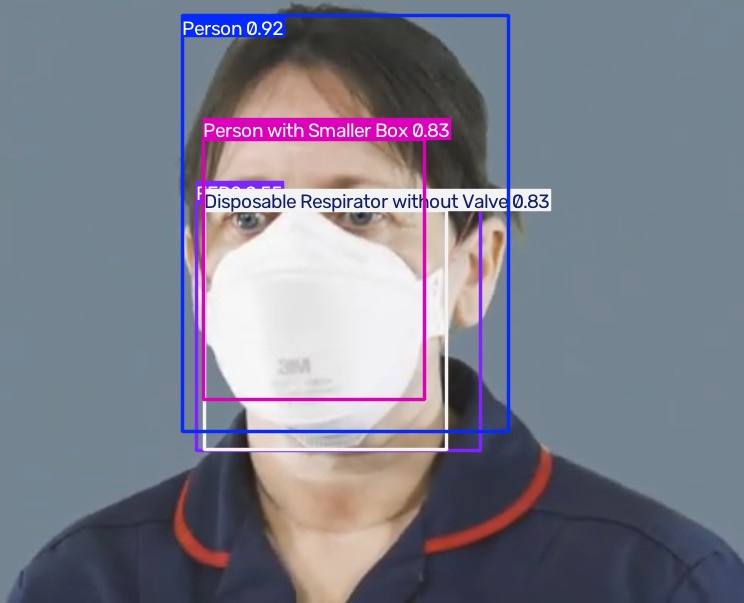 Person 0.92
Person with Smaller Box 0.83
Disposable Respirator without Valve 0.83
3M